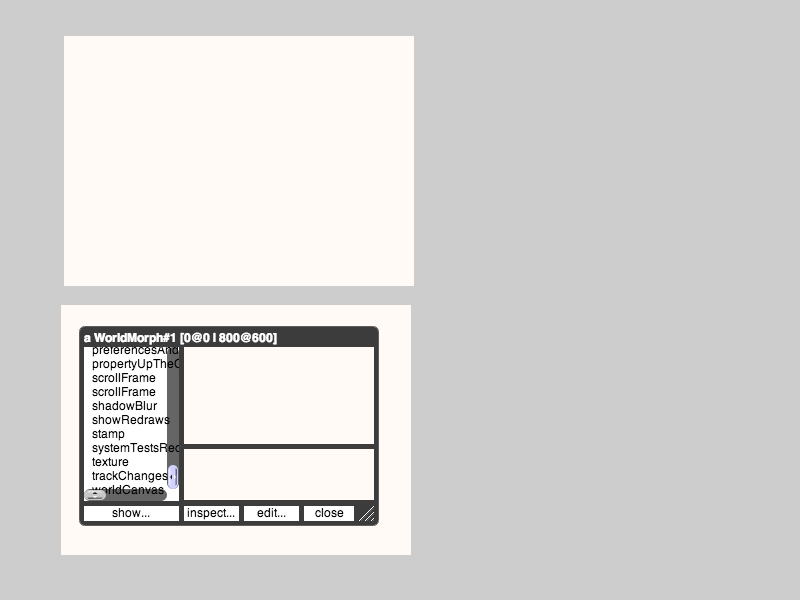 a WorldMorph#1 [0@0 | 800@600]
preferencesAnd
propertyUpTheC
scrollFrame
scrollFrame
shadowBlur
showRedraws
stamp
systemTestsRec
texture
trackChanges
worldCanvas
show...
inspect...
edit...
close